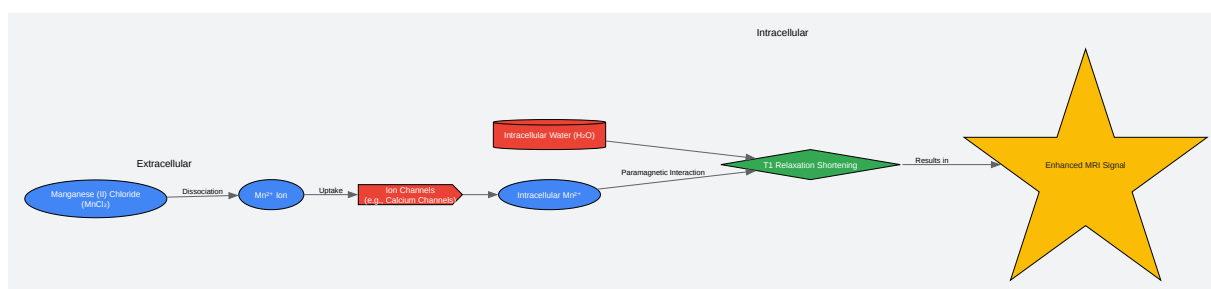 Intracellular
Extracellular
Manganese (II) Chloride
(MnCl₂)
Dissociation
Mn²⁺ Ion
Uptake
Ion Channels
(e.g., Calcium Channels)
Intracellular Water (H₂O)
Intracellular Mn²⁺
Paramagnetic Interaction
T1 Relaxation Shortening
Results in
Enhanced MRI Signal